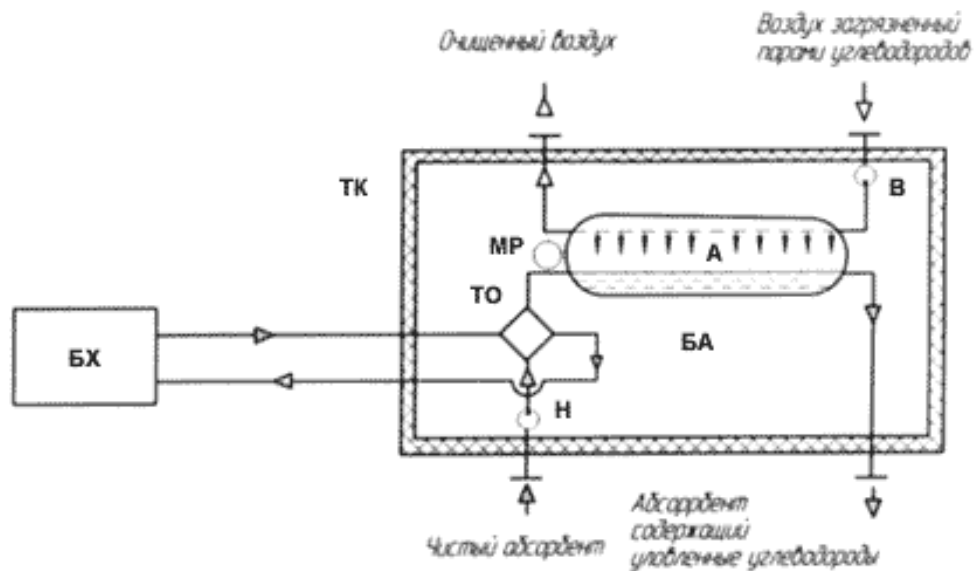 Очищенный воздух
Воздух загрязненный
парами углеводородов
ТК
В
МР
А
ТО
БХ
БА
Н
Чистый абсорбент
Абсорбент
содержащий
уловленные углеводороды